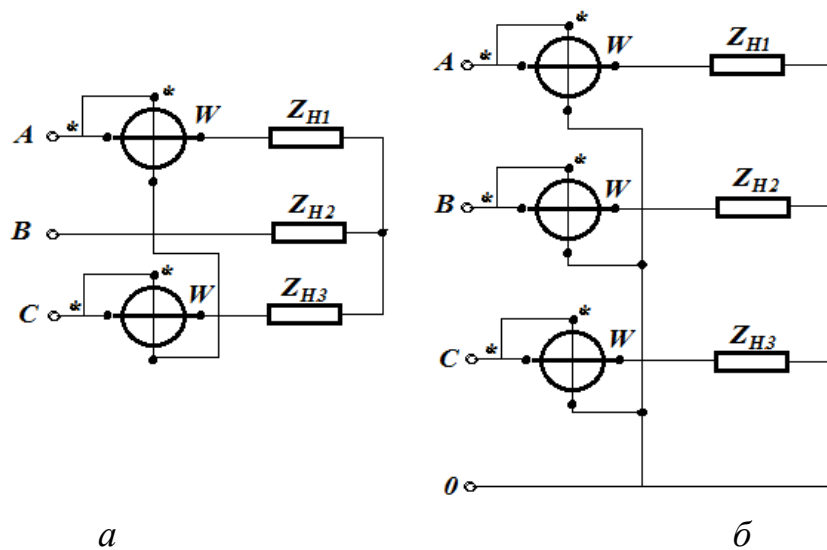 A * * W Z_H1
B Z_H2
C * * W Z_H3
а
A * * W Z_H1
B * * W Z_H2
C * * W Z_H3
0
б